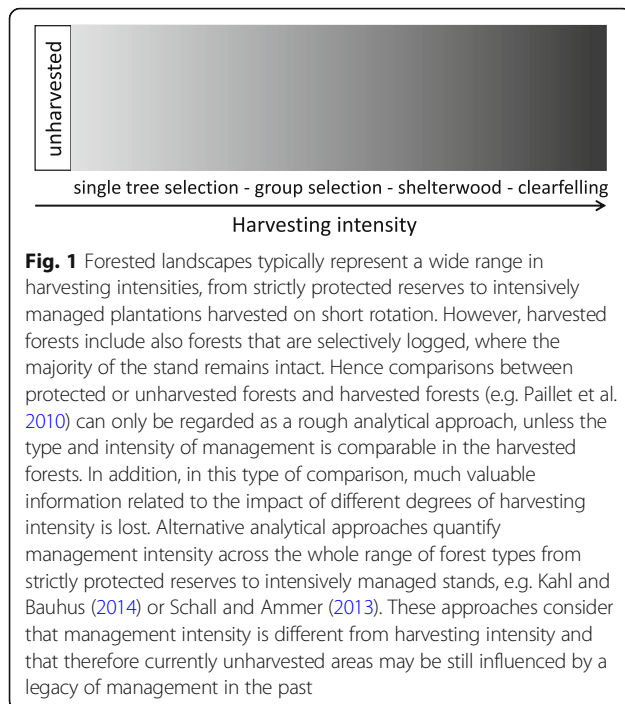 unharvested
single tree selection - group selection - shelterwood - clearfelling
Harvesting intensity
Fig. 1 Forested landscapes typically represent a wide range in
harvesting intensities, from strictly protected reserves to intensively
managed plantations harvested on short rotation. However, harvested
forests include also forests that are selectively logged, where the
majority of the stand remains intact. Hence comparisons between
protected or unharvested forests and harvested forests (e.g. Paillet et al.
2010) can only be regarded as a rough analytical approach, unless the
type and intensity of management is comparable in the harvested
forests. In addition, in this type of comparison, much valuable
information related to the impact of different degrees of harvesting
intensity is lost. Alternative analytical approaches quantify
management intensity across the whole range of forest types from
strictly protected reserves to intensively managed stands, e.g. Kahl and
Bauhus (2014) or Schall and Ammer (2013). These approaches consider
that management intensity is different from harvesting intensity and
that therefore currently unharvested areas may be still influenced by a
legacy of management in the past